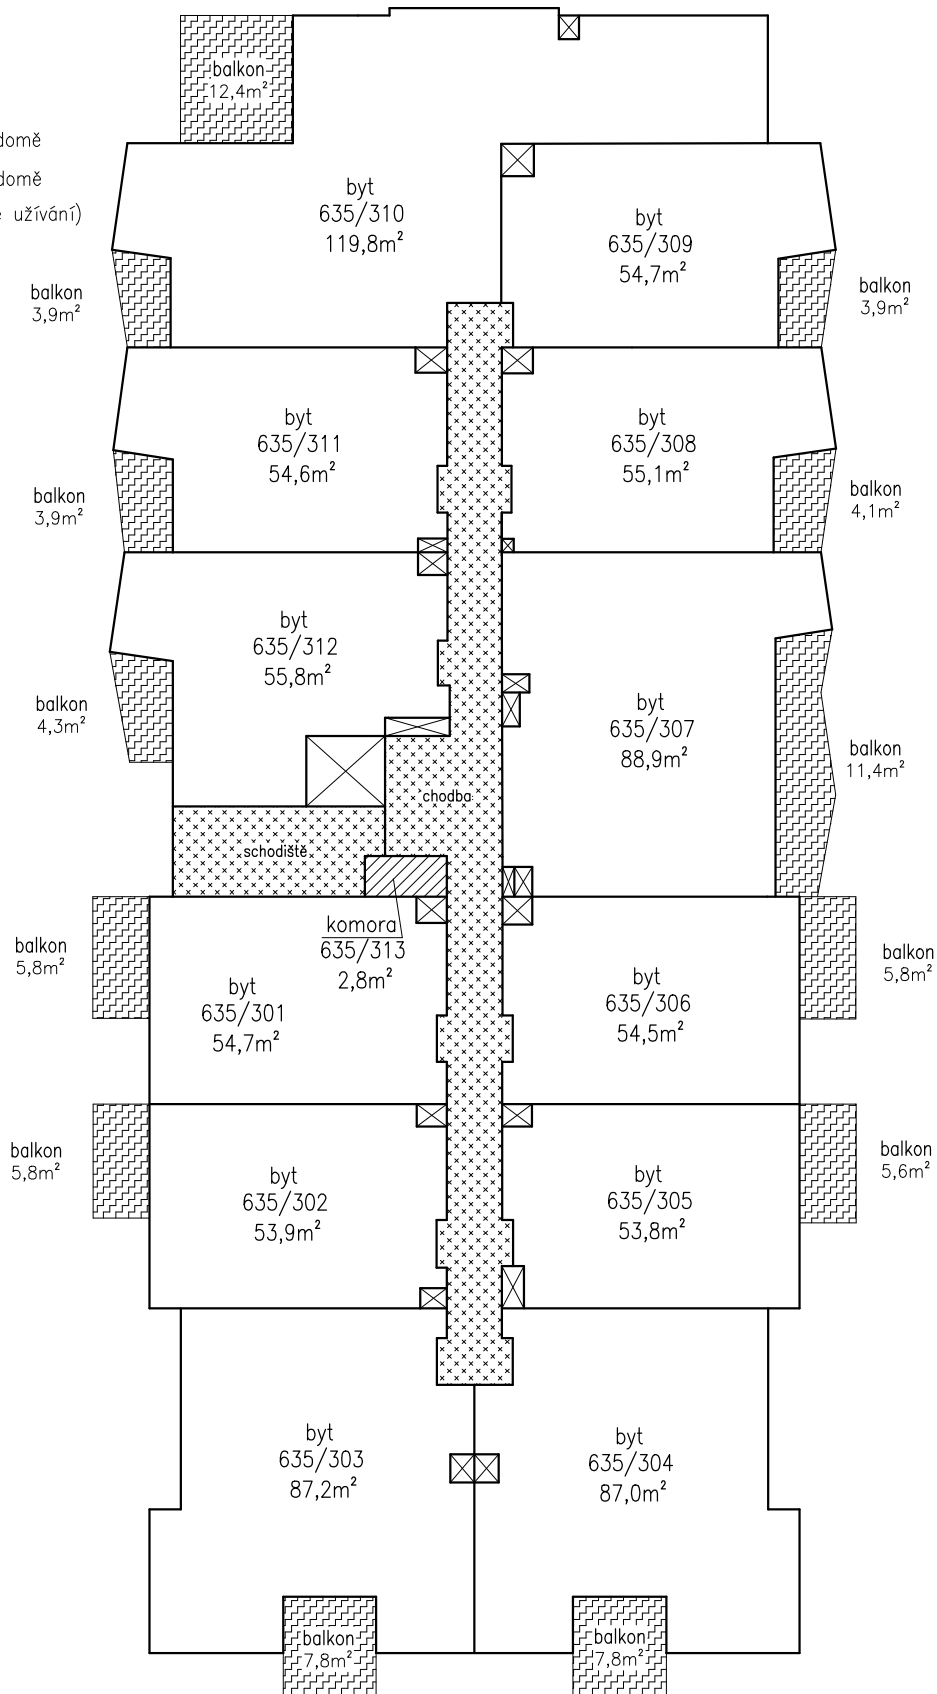 balkon
12,4m²
domě
domě
užívání)
byt
635/310
119,8m²
byt
635/309
54,7m²
balkon
3,9m²
balkon
3,9m²
byt
635/311
54,6m²
byt
635/308
55,1m²
balkon
3,9m²
balkon
4,1m²
byt
635/312
55,8m²
balkon
4,3m²
byt
635/307
88,9m²
balkon
11,4m²
chodba
schodiště
komora
635/313
2,8m²
balkon
5,8m²
byt
635/301
54,7m²
byt
635/306
54,5m²
balkon
5,8m²
balkon
5,8m²
byt
635/302
53,9m²
byt
635/305
53,8m²
balkon
5,6m²
byt
635/303
87,2m²
byt
635/304
87,0m²
balkon
7,8m²
balkon
7,8m²